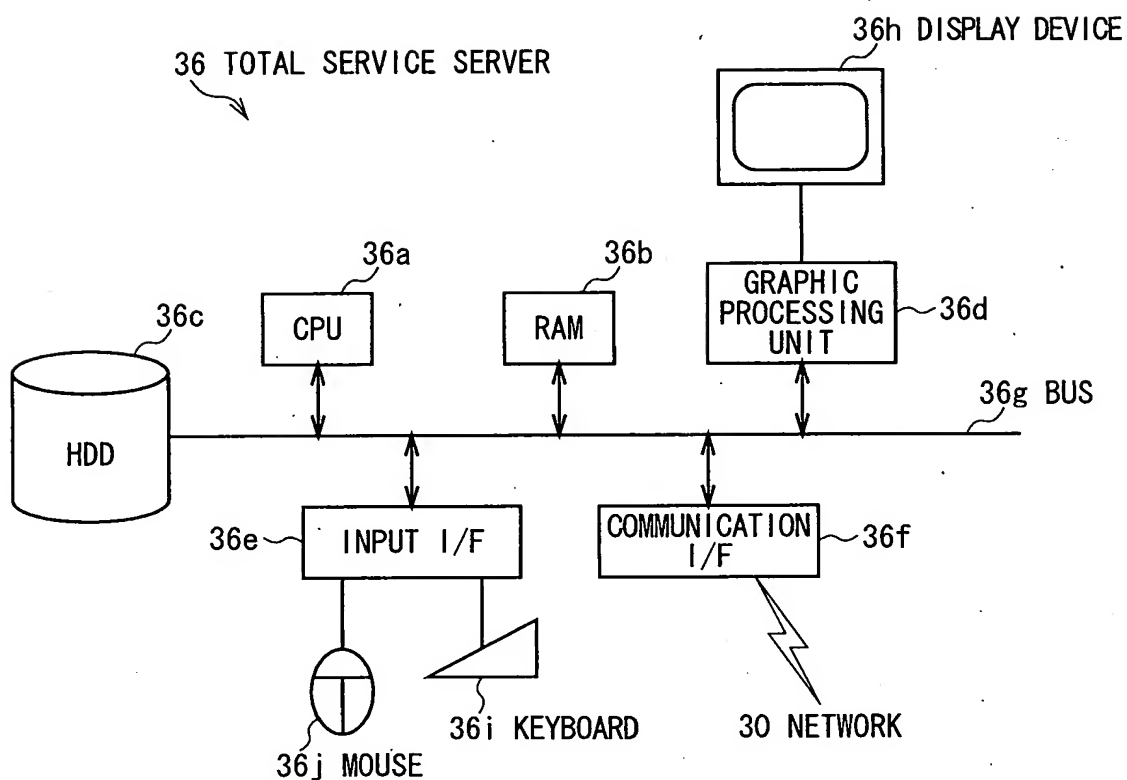 36h DISPLAY DEVICE
36 TOTAL SERVICE SERVER
36a
36b
GRAPHIC
PROCESSING
UNIT
36d
36c
CPU
RAM
36g BUS
HDD
36e
INPUT I/F
COMMUNICATION
I/F
36f
36i KEYBOARD
30 NETWORK
36j MOUSE